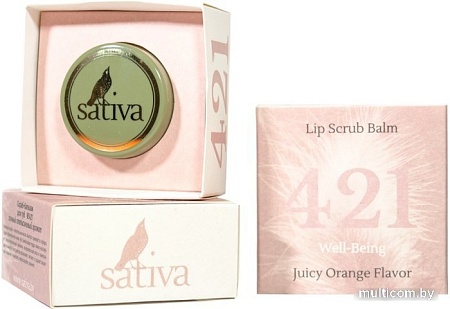 sativa
421
sativa
Lip Scrub Balm
421
Well-Being
Juicy Orange Flavor
multicom.by